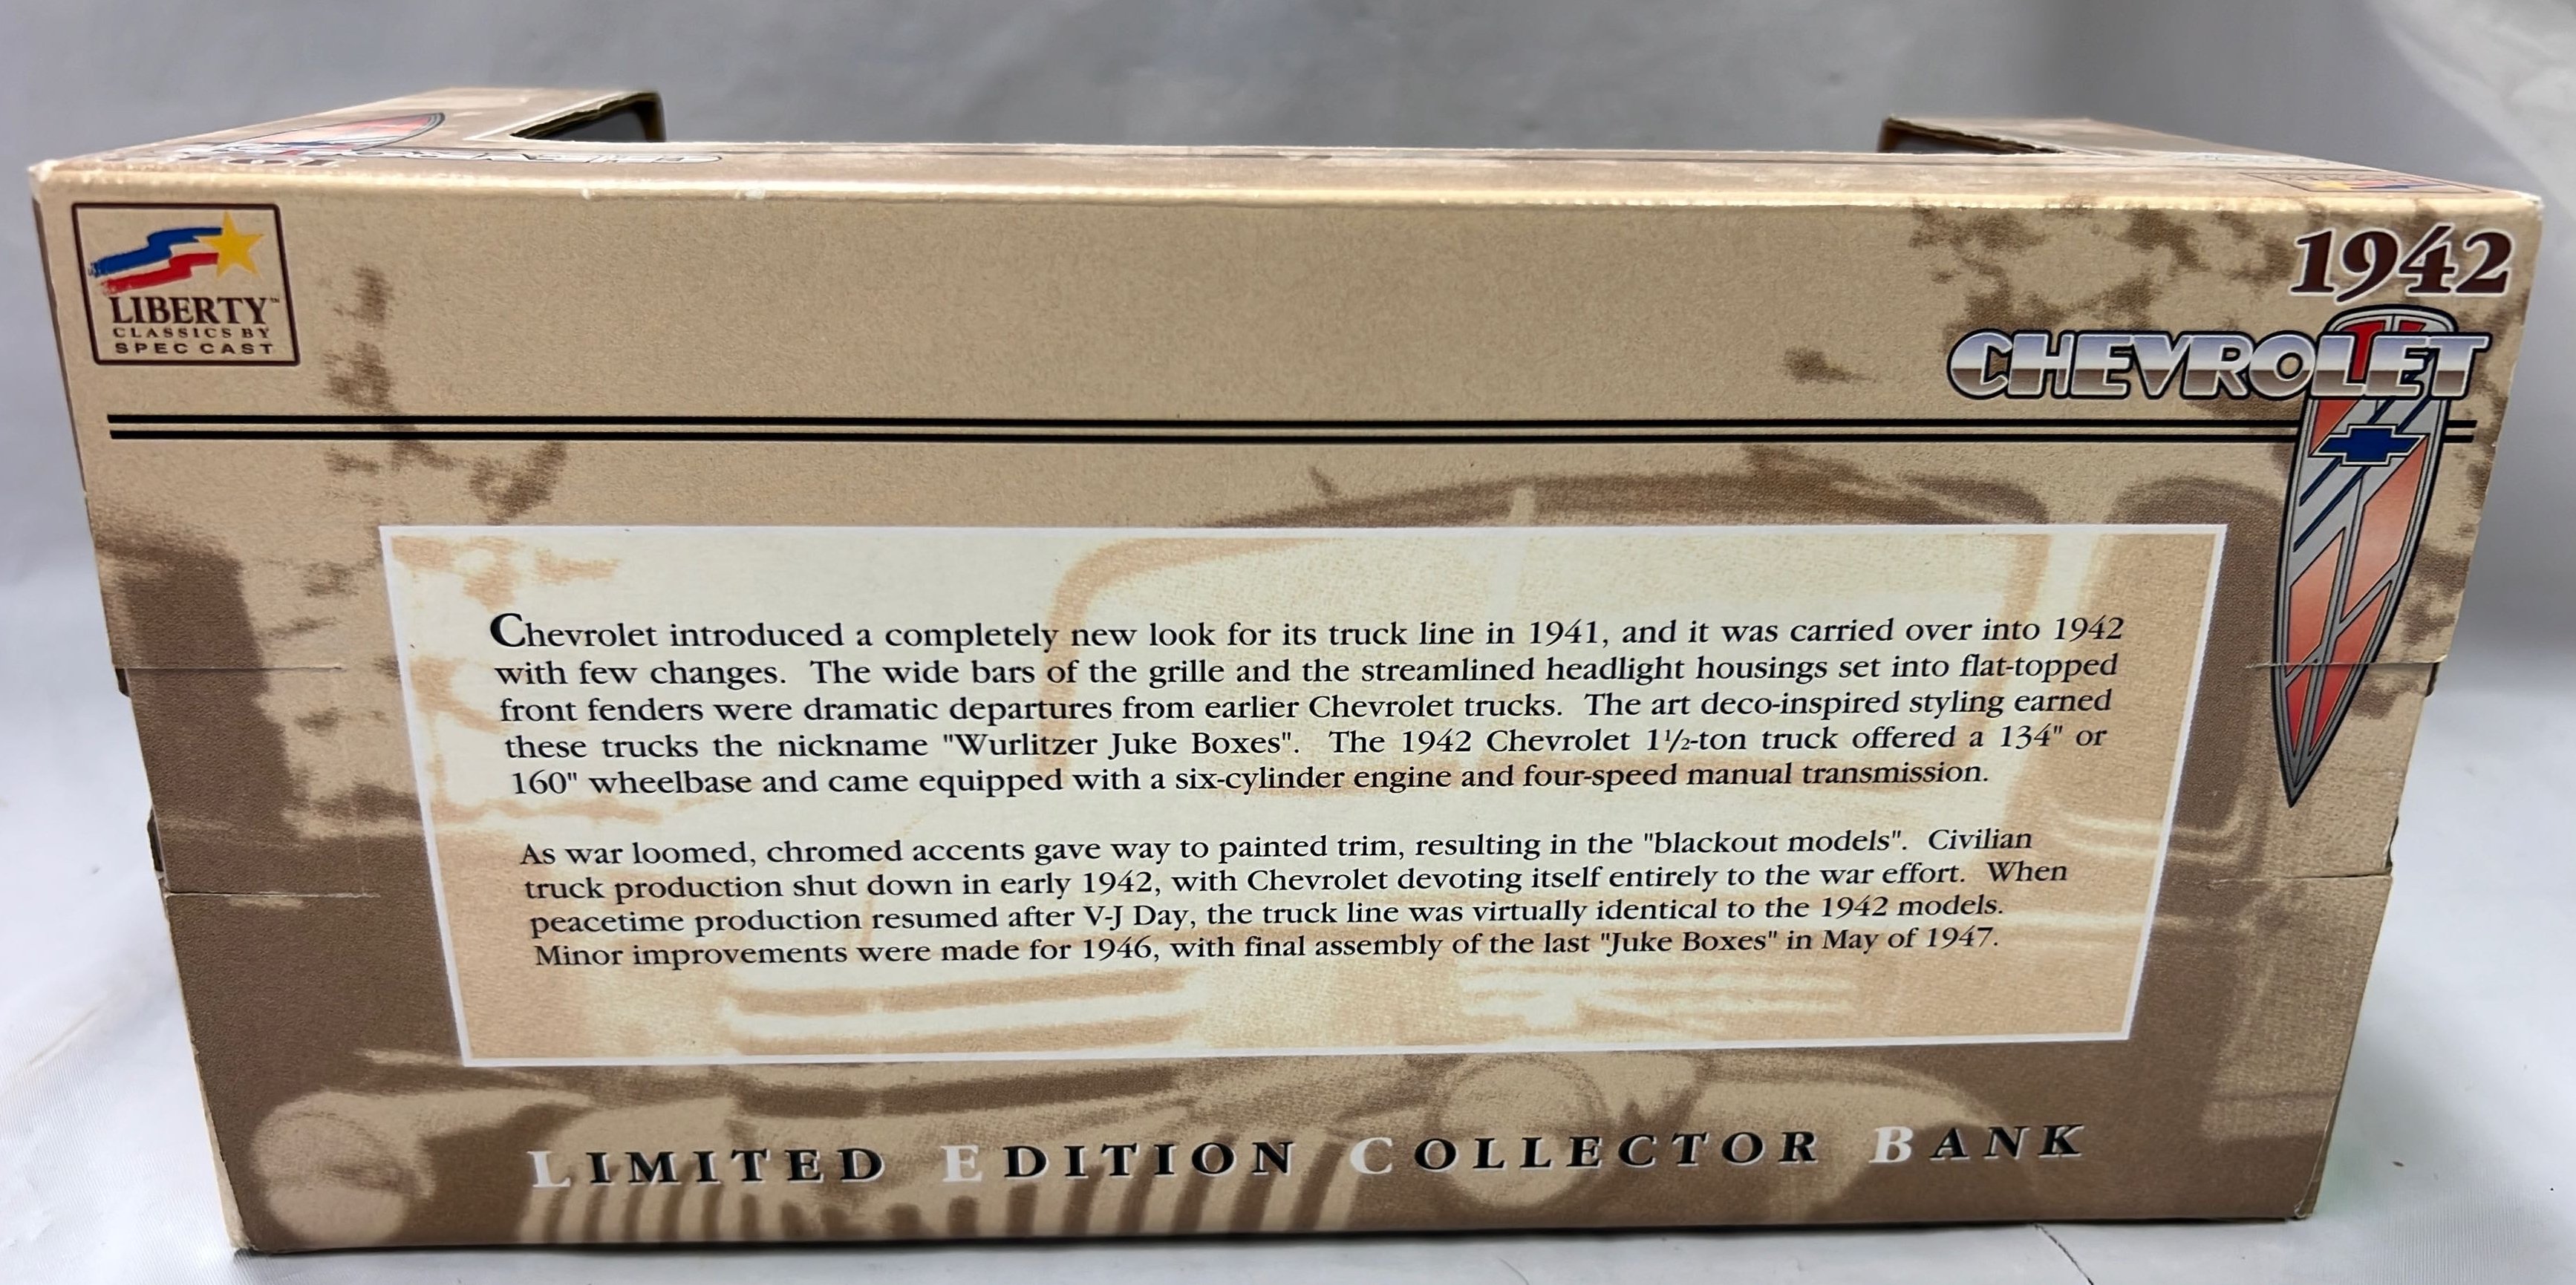 LIBERTY™
CLASSICS BY
SPEC CAST
1942
CHEVROLET
Chevrolet introduced a completely new look for its truck line in 1941, and it was carried over into 1942
with few changes. The wide bars of the grille and the streamlined headlight housings set into flat-topped
front fenders were dramatic departures from earlier Chevrolet trucks. The art deco-inspired styling earned
these trucks the nickname "Wurlitzer Juke Boxes". The 1942 Chevrolet 1½-ton truck offered a 134" or
160" wheelbase and came equipped with a six-cylinder engine and four-speed manual transmission.
As war loomed, chromed accents gave way to painted trim, resulting in the "blackout models". Civilian
truck production shut down in early 1942, with Chevrolet devoting itself entirely to the war effort. When
peacetime production resumed after V-J Day, the truck line was virtually identical to the 1942 models.
Minor improvements were made for 1946, with final assembly of the last "Juke Boxes" in May of 1947.
LIMITED EDITION COLLECTOR BANK